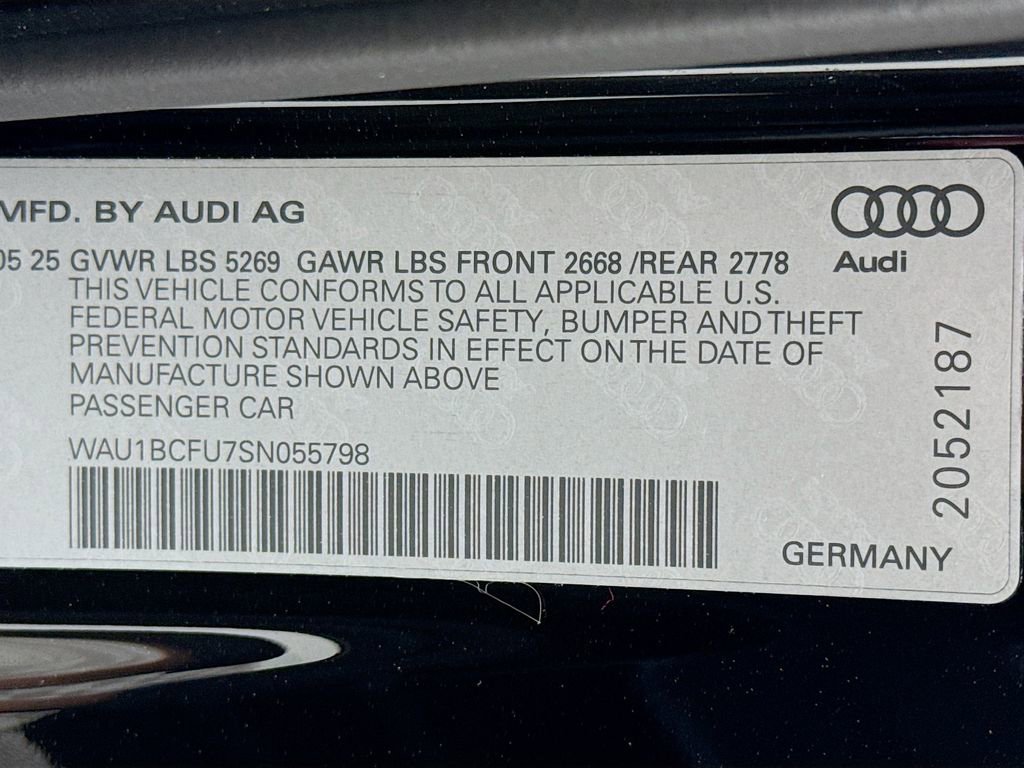 MFD. BY AUDI AG
05 25 GVWR LBS 5269 GAWR LBS FRONT 2668 /REAR 2778
THIS VEHICLE CONFORMS TO ALL APPLICABLE U.S.
FEDERAL MOTOR VEHICLE SAFETY, BUMPER AND THEFT
PREVENTION STANDARDS IN EFFECT ON THE DATE OF
MANUFACTURE SHOWN ABOVE
PASSENGER CAR
WAU1BCFU7SN055798
Audi
2052187
GERMANY